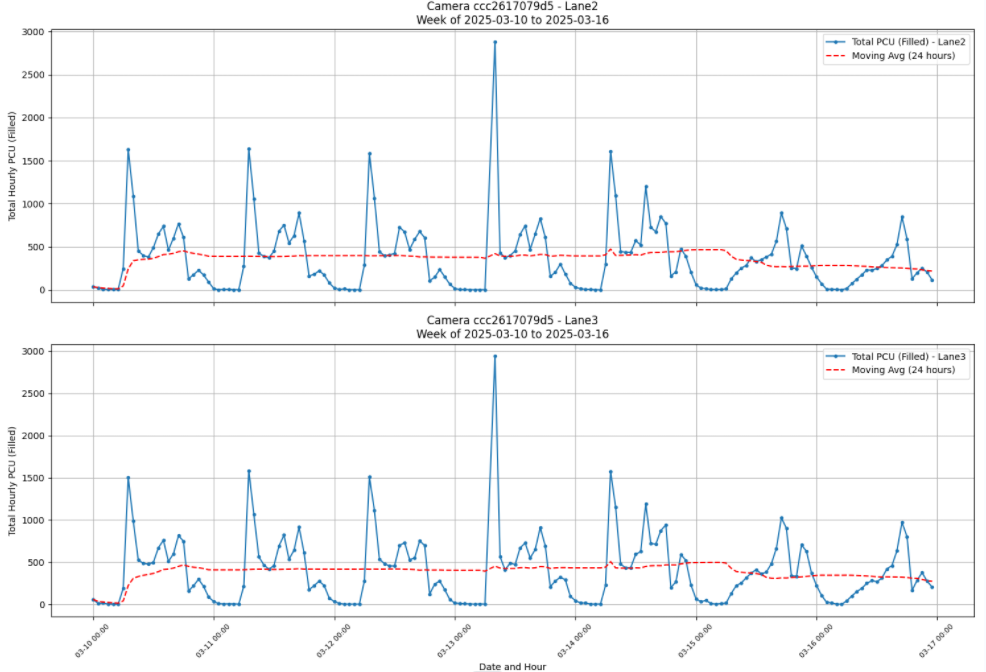 Camera ccc2617079d5 - Lane2
Week of 2025-03-10 to 2025-03-16
Total Hourly PCU (Filled)
3000
2500
2000
1500
1000
500
0
Total PCU (Filled) - Lane2
Moving Avg (24 hours)
Camera ccc2617079d5 - Lane3
Week of 2025-03-10 to 2025-03-16
Total Hourly PCU (Filled)
3000
2500
2000
1500
1000
500
0
Total PCU (Filled) - Lane3
Moving Avg (24 hours)
03-10 00:00
03-11 00:00
03-12 00:00
03-13 00:00
03-14 00:00
03-15 00:00
03-16 00:00
03-17 00:00
Date and Hour